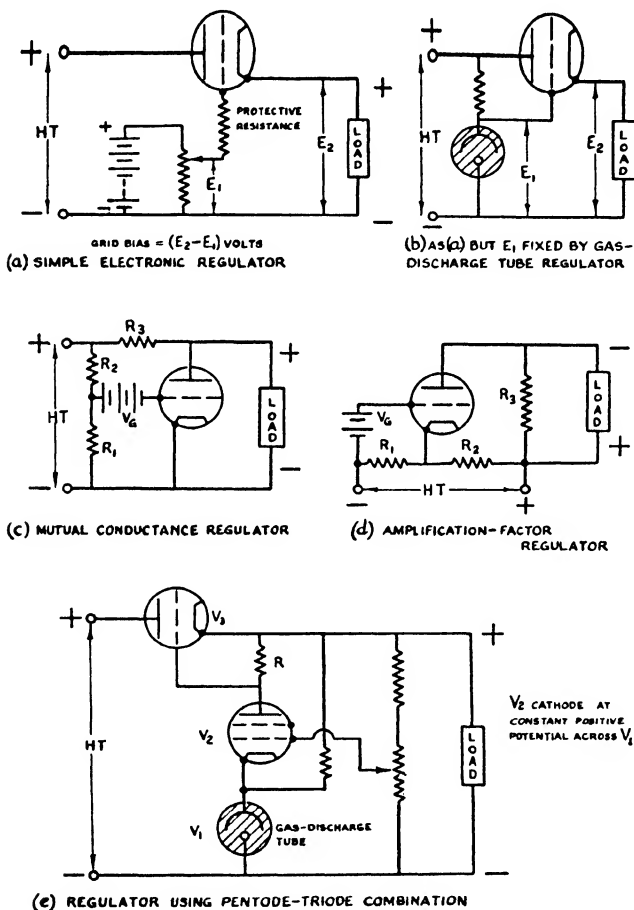 +
HT
−
+
−
PROTECTIVE
RESISTANCE
E₁
E₂
LOAD
+
−
GRID BIAS = (E₂−E₁) VOLTS
(a) SIMPLE ELECTRONIC REGULATOR
+
HT
−
E₁
E₂
LOAD
(b) AS (a) BUT E₁ FIXED BY GAS-
DISCHARGE TUBE REGULATOR
+
HT
−
R₃
R₂
V_G
R₁
LOAD
+
−
(c) MUTUAL CONDUCTANCE REGULATOR
V_G
R₁
R₂
R₃
LOAD
−
+
HT
−
+
(d) AMPLIFICATION-FACTOR
REGULATOR
+
HT
−
V₃
R
V₂
V₁
GAS-DISCHARGE
TUBE
LOAD
+
−
V₂ CATHODE AT
CONSTANT POSITIVE
POTENTIAL ACROSS V₁
(e) REGULATOR USING PENTODE-TRIODE COMBINATION